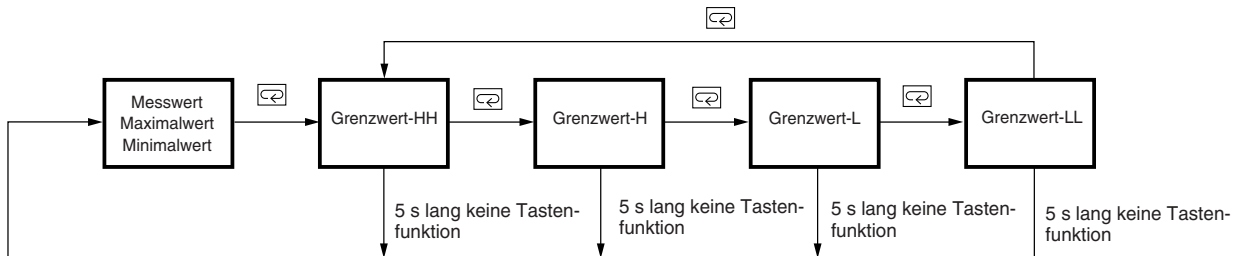 Messwert
Maximalwert
Minimalwert
Grenzwert-HH
Grenzwert-H
Grenzwert-L
Grenzwert-LL
5 s lang keine Tasten-
funktion
5 s lang keine Tasten-
funktion
5 s lang keine Tasten-
funktion
5 s lang keine Tasten-
funktion